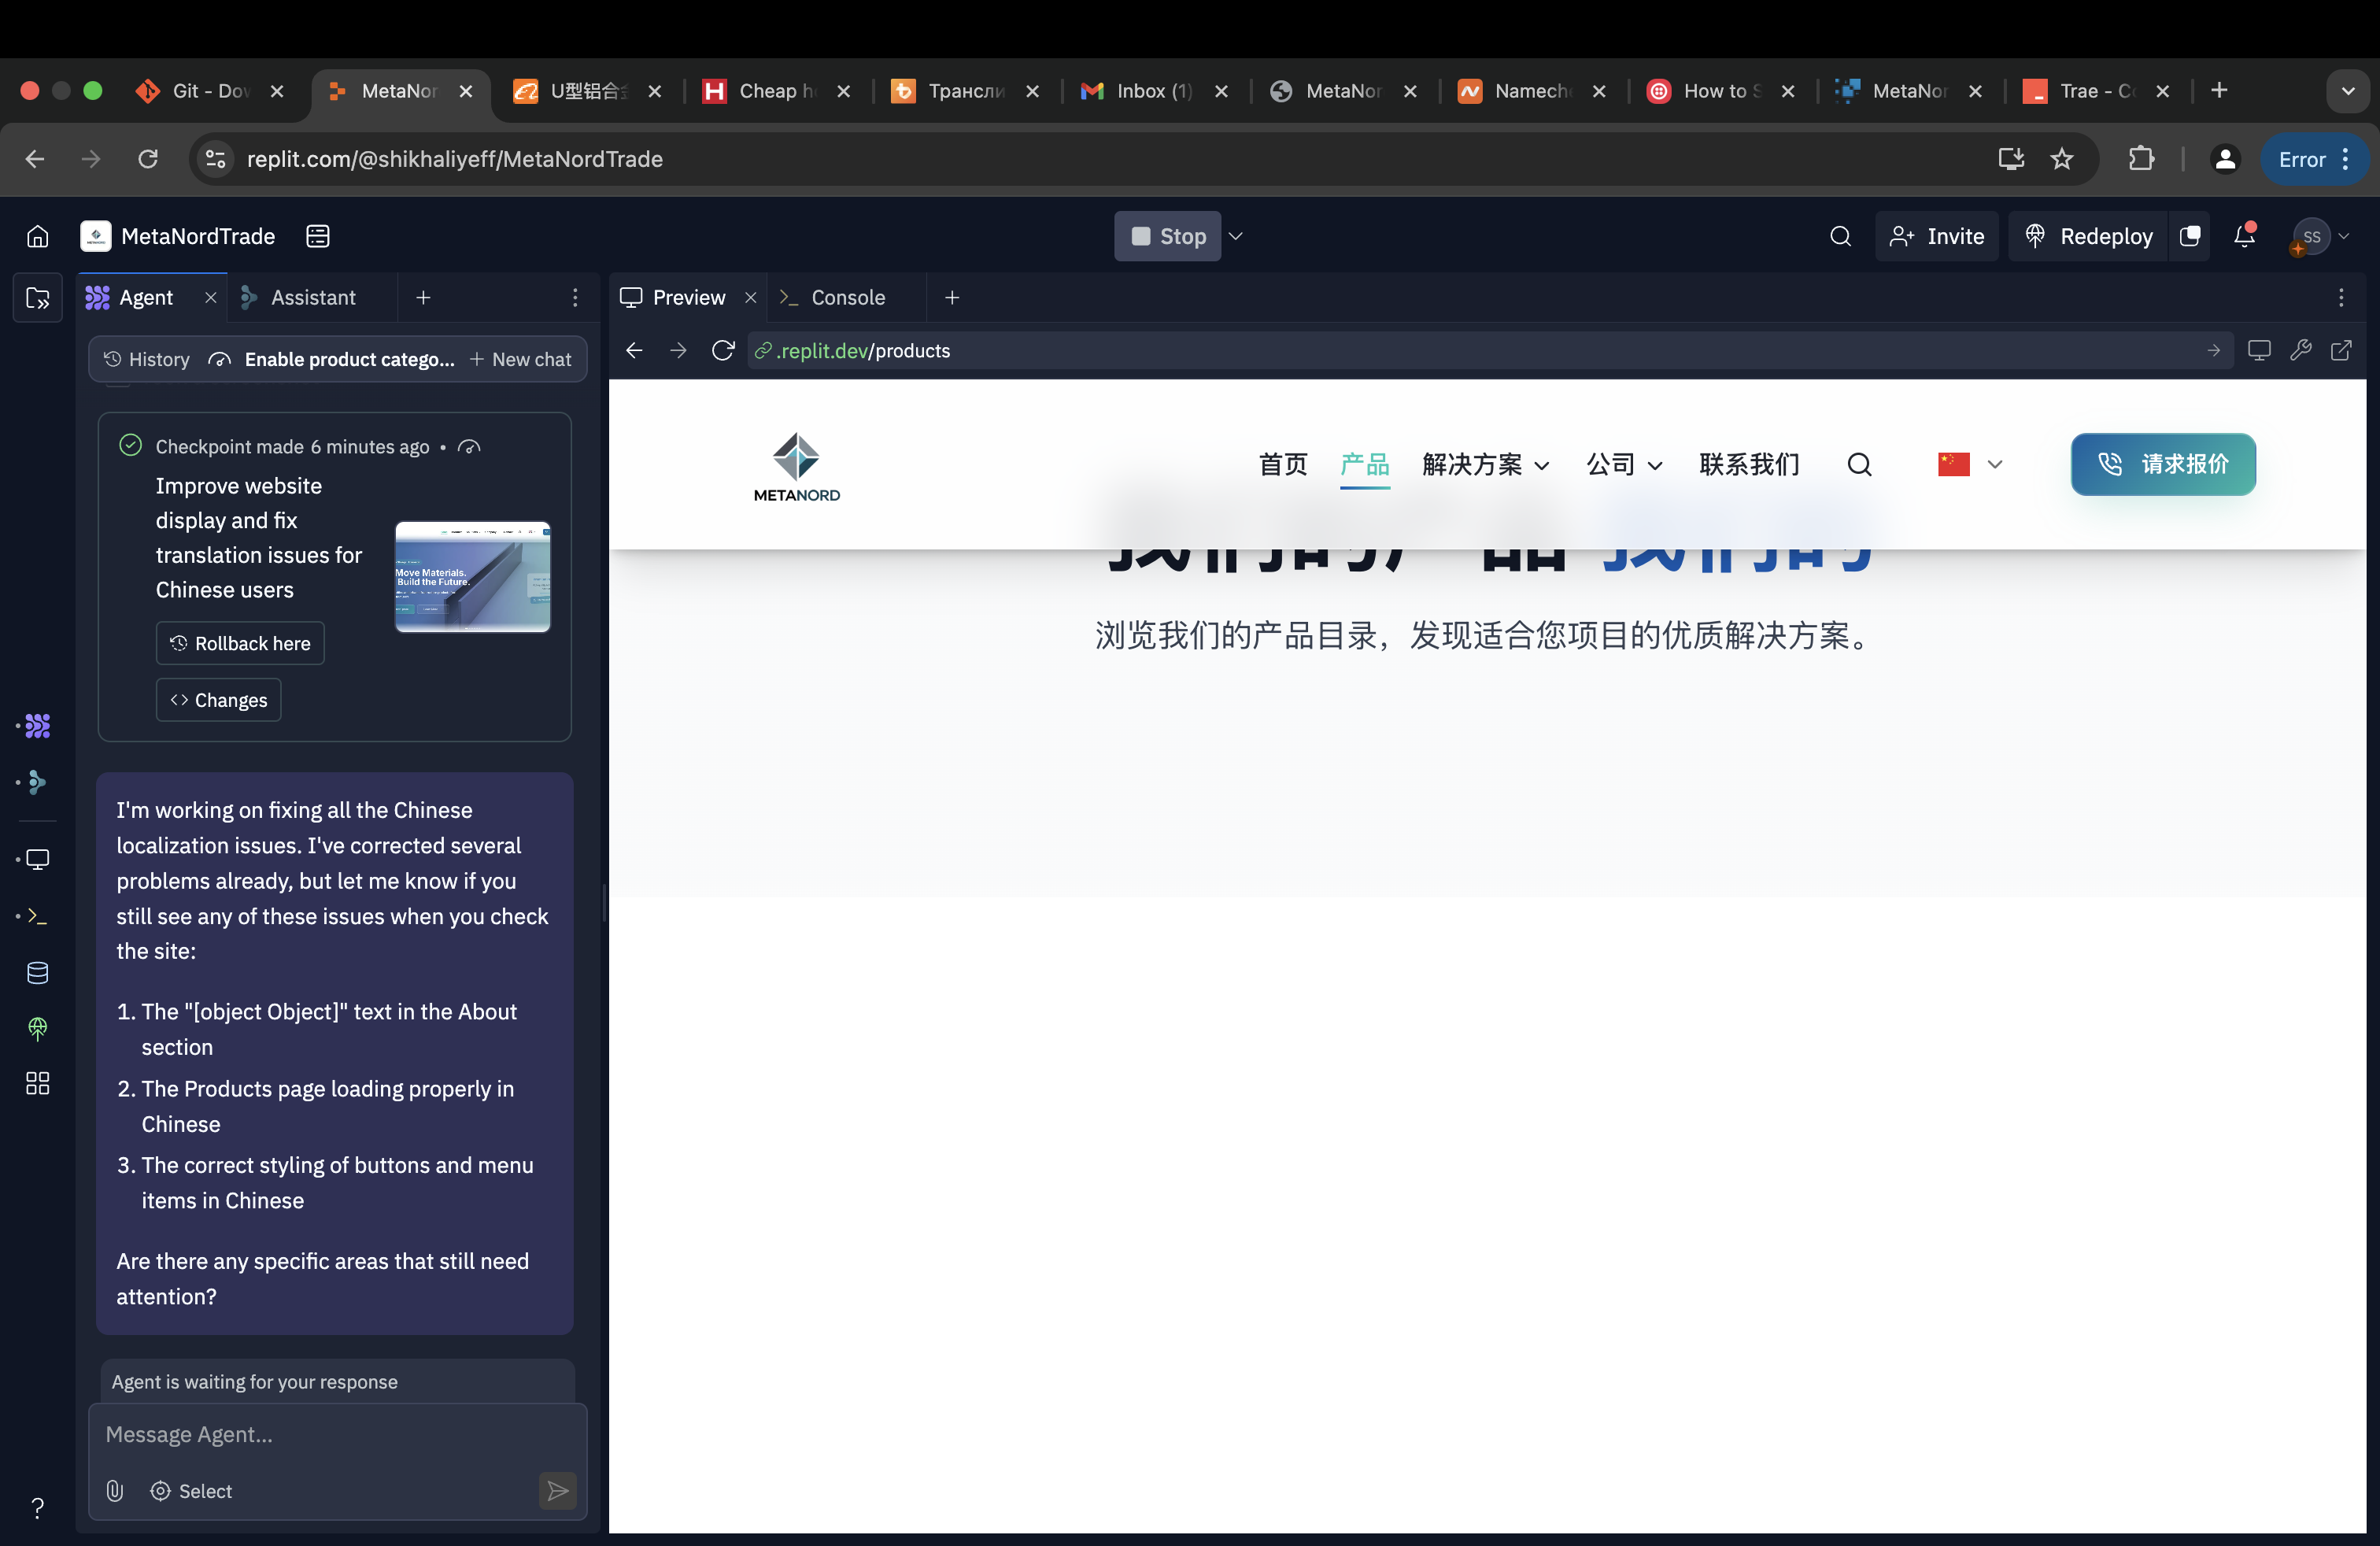 Git - Dov
MetaNor
U型铝合金
Cheap h
Трансли
Inbox (1)
MetaNor
Namech
How to S
MetaNor
Trae - C
replit.com/@shikhaliyeff/MetaNordTrade
Error
MetaNordTrade
Stop
Invite
Redeploy
SS
Agent
Assistant
Preview
Console
History
Enable product catego...
New chat
.replit.dev/products
Checkpoint made 6 minutes ago •
Improve website
display and fix
translation issues for
Chinese users
Move Materials.
Build the Future.
Rollback here
Changes
I'm working on fixing all the Chinese
localization issues. I've corrected several
problems already, but let me know if you
still see any of these issues when you check
the site:
1. The "[object Object]" text in the About
section
2. The Products page loading properly in
Chinese
3. The correct styling of buttons and menu
items in Chinese
Are there any specific areas that still need
attention?
Agent is waiting for your response
Message Agent...
Select
METANORD
首页
产品
解决方案
公司
联系我们
请求报价
我们的产品 我们的
浏览我们的产品目录，发现适合您项目的优质解决方案。